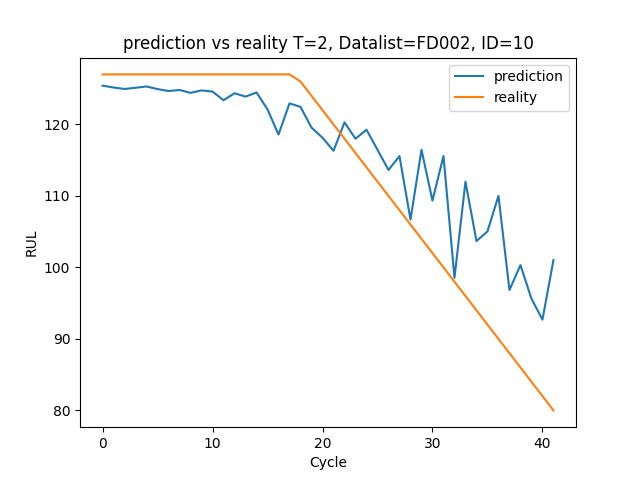 prediction vs reality T=2, Datalist=FD002, ID=10
prediction
reality
120
110
100
90
80
RUL
0 10 20 30 40
Cycle